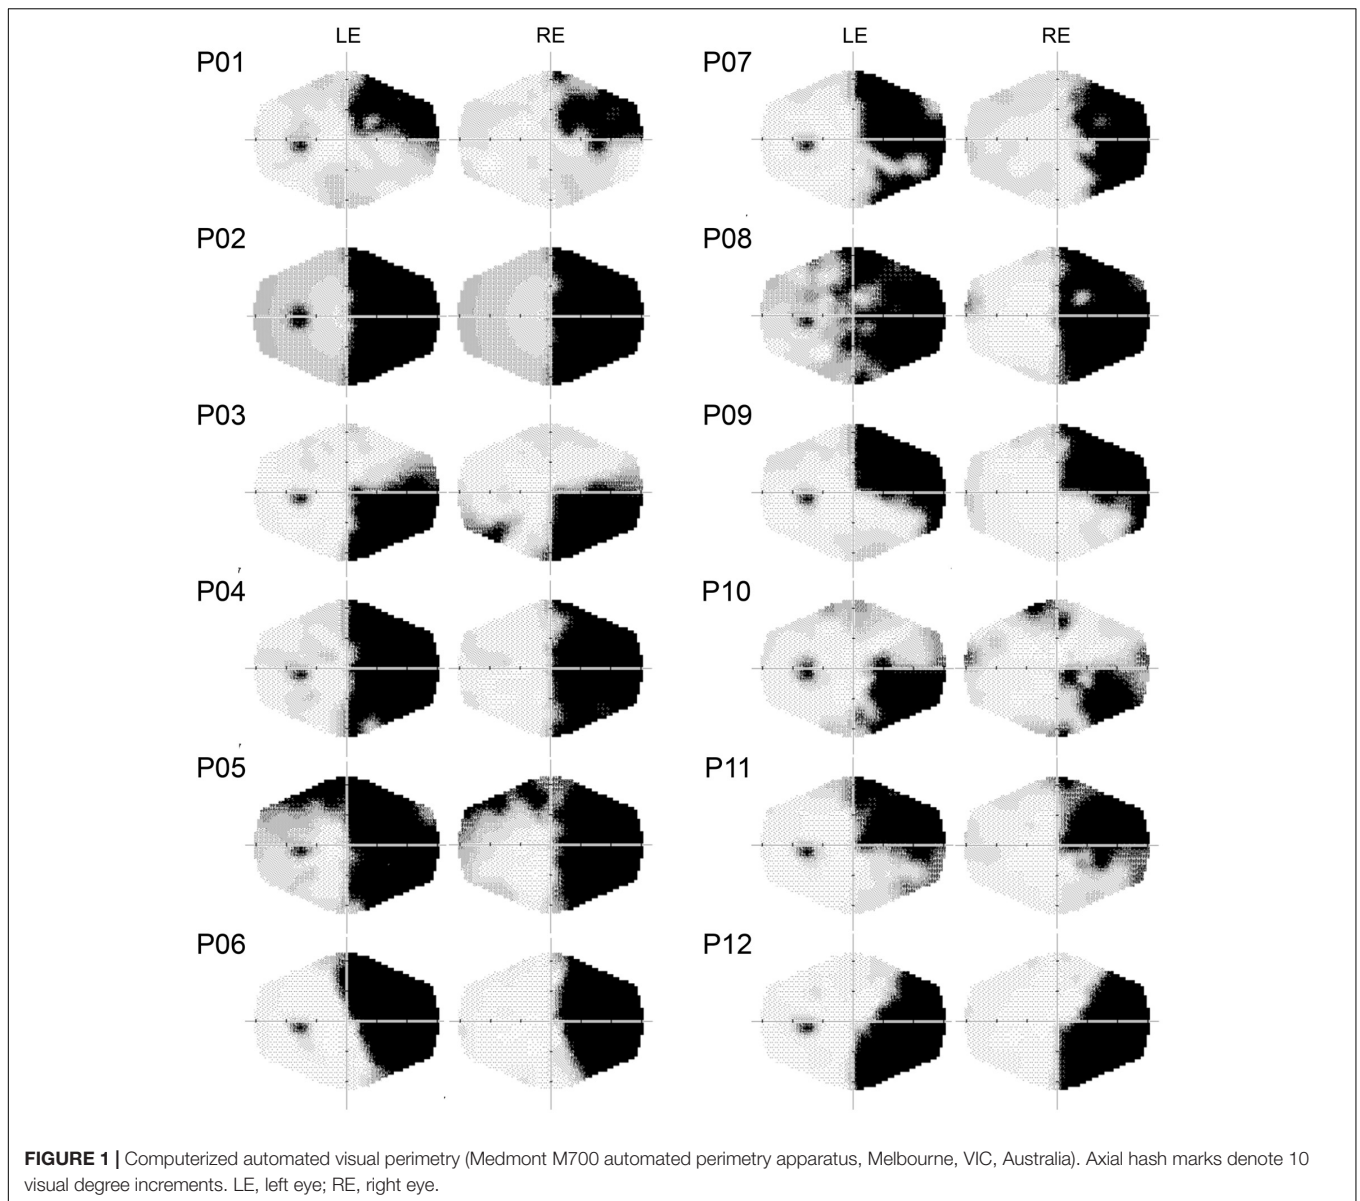 LE RE LE RE
P01 P07
P02 P08
P03 P09
P04 P10
P05 P11
P06 P12
FIGURE 1 | Computerized automated visual perimetry (Medmont M700 automated perimetry apparatus, Melbourne, VIC, Australia). Axial hash marks denote 10
visual degree increments. LE, left eye; RE, right eye.